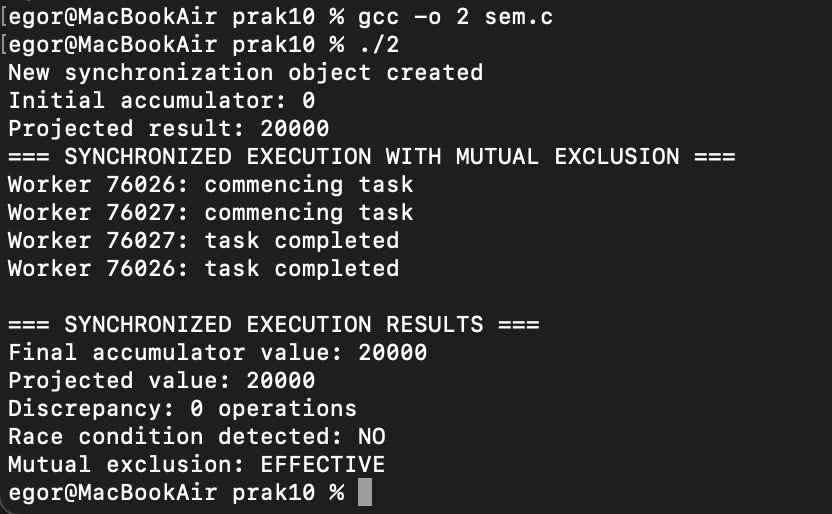 [egor@MacBookAir prak10 % gcc -o 2 sem.c
[egor@MacBookAir prak10 % ./2
New synchronization object created
Initial accumulator: 0
Projected result: 20000
=== SYNCHRONIZED EXECUTION WITH MUTUAL EXCLUSION ===
Worker 76026: commencing task
Worker 76027: commencing task
Worker 76027: task completed
Worker 76026: task completed
=== SYNCHRONIZED EXECUTION RESULTS ===
Final accumulator value: 20000
Projected value: 20000
Discrepancy: 0 operations
Race condition detected: NO
Mutual exclusion: EFFECTIVE
egor@MacBookAir prak10 %